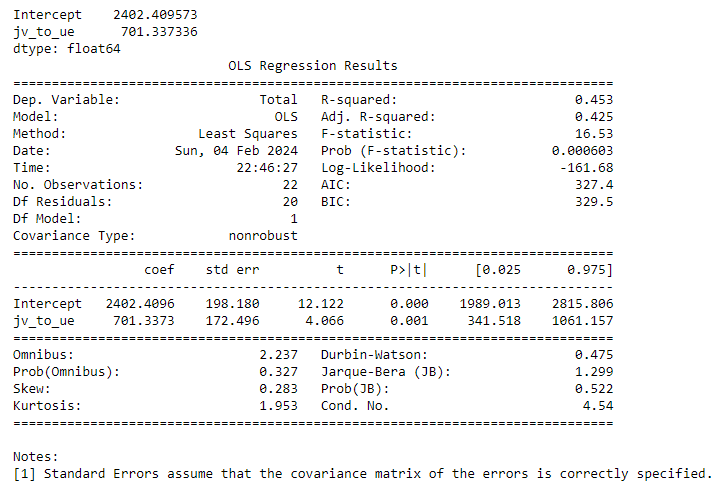 Intercept    2402.409573
jv_to_ue      701.337336
dtype: float64
                            OLS Regression Results
==============================================================================
Dep. Variable:                  Total   R-squared:                       0.453
Model:                            OLS   Adj. R-squared:                  0.425
Method:                 Least Squares   F-statistic:                     16.53
Date:                Sun, 04 Feb 2024   Prob (F-statistic):           0.000603
Time:                        22:46:27   Log-Likelihood:                -161.68
No. Observations:                  22   AIC:                             327.4
Df Residuals:                      20   BIC:                             329.5
Df Model:                           1
Covariance Type:            nonrobust
==============================================================================
                 coef    std err          t      P>|t|      [0.025      0.975]
------------------------------------------------------------------------------
Intercept   2402.4096    198.180     12.122      0.000    1989.013    2815.806
jv_to_ue     701.3373    172.496      4.066      0.001     341.518    1061.157
==============================================================================
Omnibus:                        2.237   Durbin-Watson:                   0.475
Prob(Omnibus):                  0.327   Jarque-Bera (JB):                1.299
Skew:                           0.283   Prob(JB):                        0.522
Kurtosis:                       1.953   Cond. No.                         4.54
==============================================================================

Notes:
[1] Standard Errors assume that the covariance matrix of the errors is correctly specified.